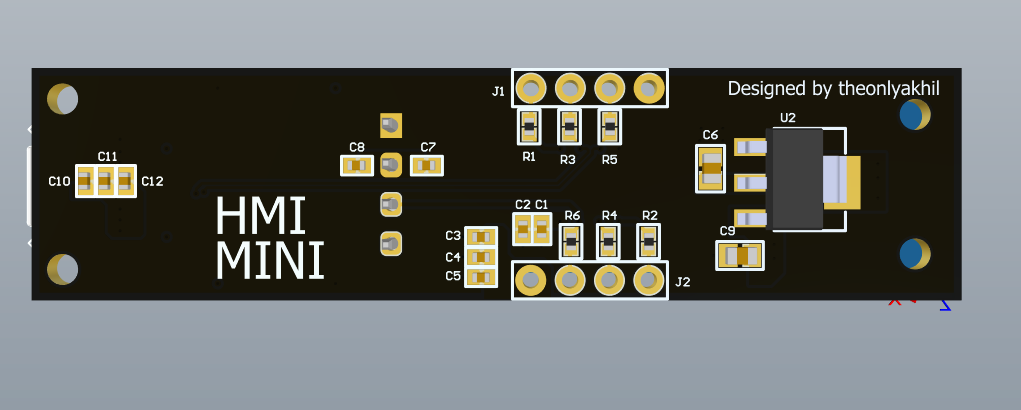 J1
Designed by theonlyakhil
U2
C6
R1 R3 R5
C11
C8 C7
C10 C12
HMI
MINI
C2 C1
R6 R4 R2
C3
C4
C5
C9
J2